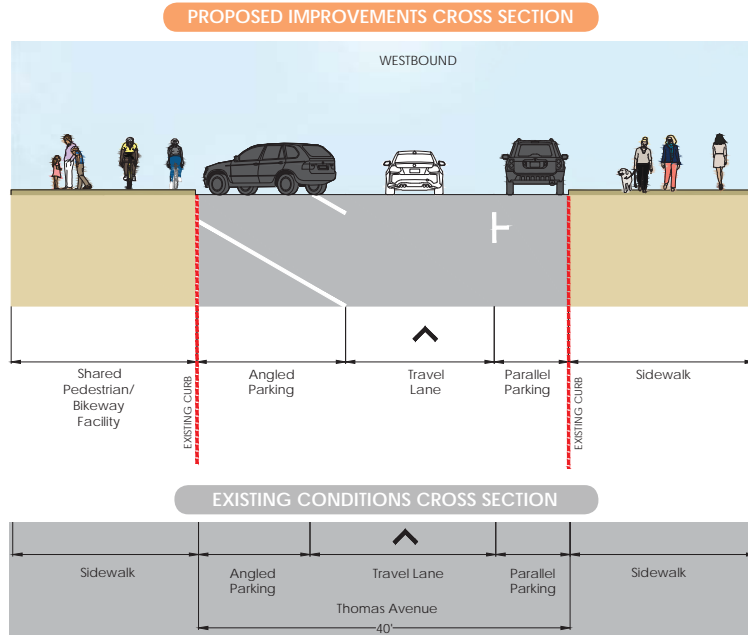 PROPOSED IMPROVEMENTS CROSS SECTION
WESTBOUND
Shared
Pedestrian/
Bikeway
Facility
EXISTING CURB
Angled
Parking
Travel
Lane
Parallel
Parking
EXISTING CURB
Sidewalk
EXISTING CONDITIONS CROSS SECTION
Sidewalk
Angled
Parking
Travel Lane
Parallel
Parking
Sidewalk
Thomas Avenue
40'